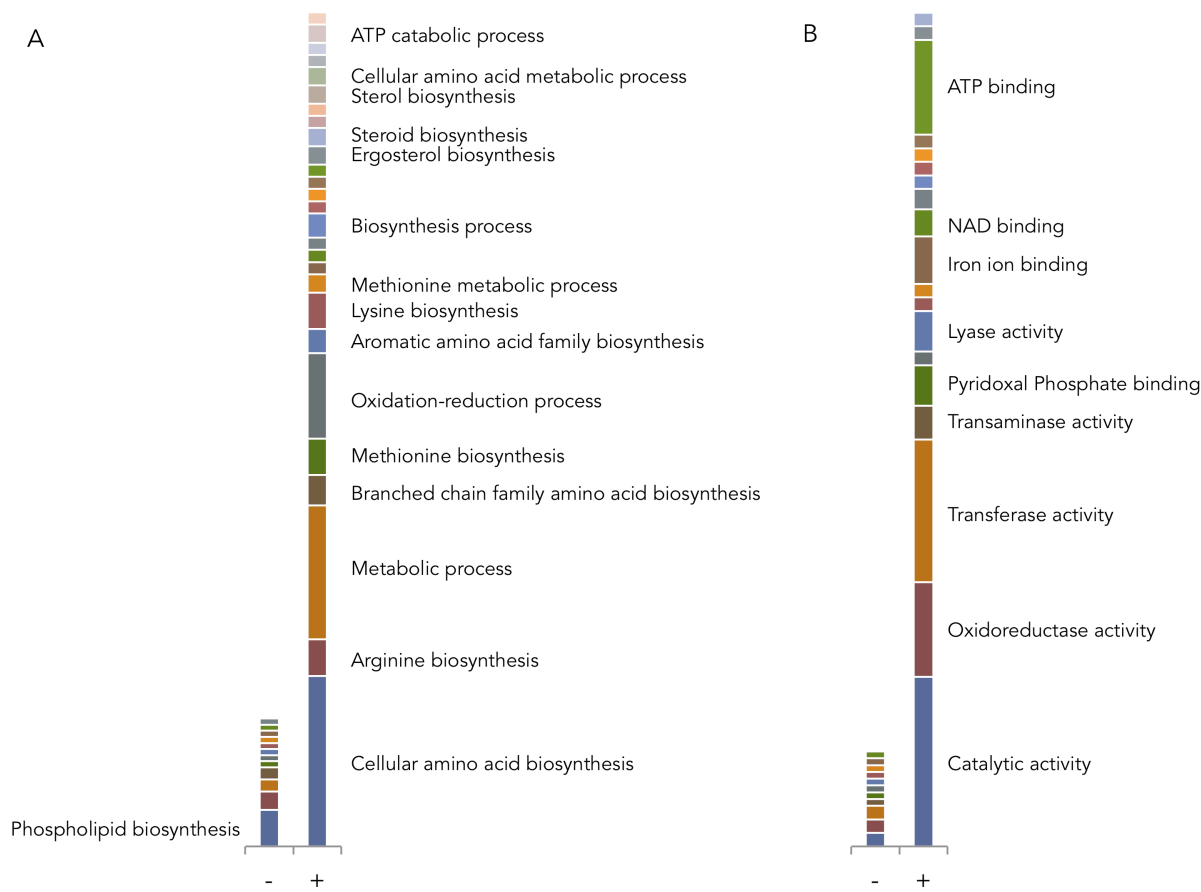 A
ATP catabolic process
Cellular amino acid metabolic process
Sterol biosynthesis
Steroid biosynthesis
Ergosterol biosynthesis
Biosynthesis process
Methionine metabolic process
Lysine biosynthesis
Aromatic amino acid family biosynthesis
Oxidation-reduction process
Methionine biosynthesis
Branched chain family amino acid biosynthesis
Metabolic process
Arginine biosynthesis
Cellular amino acid biosynthesis
Phospholipid biosynthesis
- +
B
ATP binding
NAD binding
Iron ion binding
Lyase activity
Pyridoxal Phosphate binding
Transaminase activity
Transferase activity
Oxidoreductase activity
Catalytic activity
- +